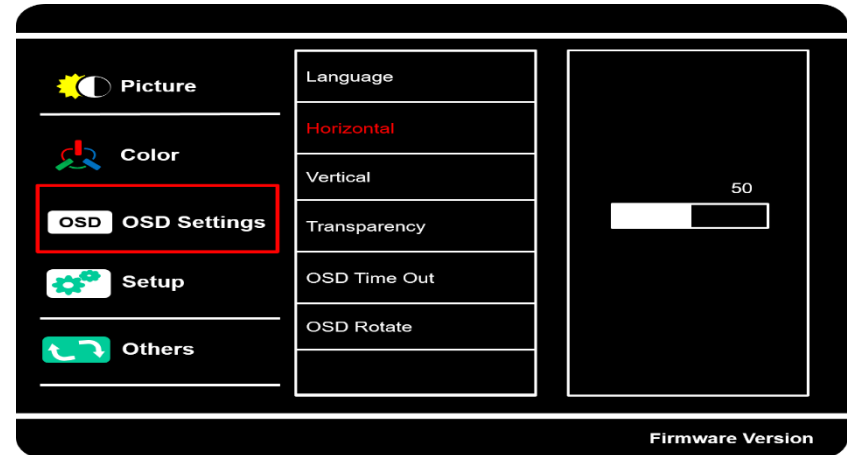 Picture
Color
OSD OSD Settings
Setup
Others
Language
Horizontal
Vertical
Transparency
OSD Time Out
OSD Rotate
50
Firmware Version